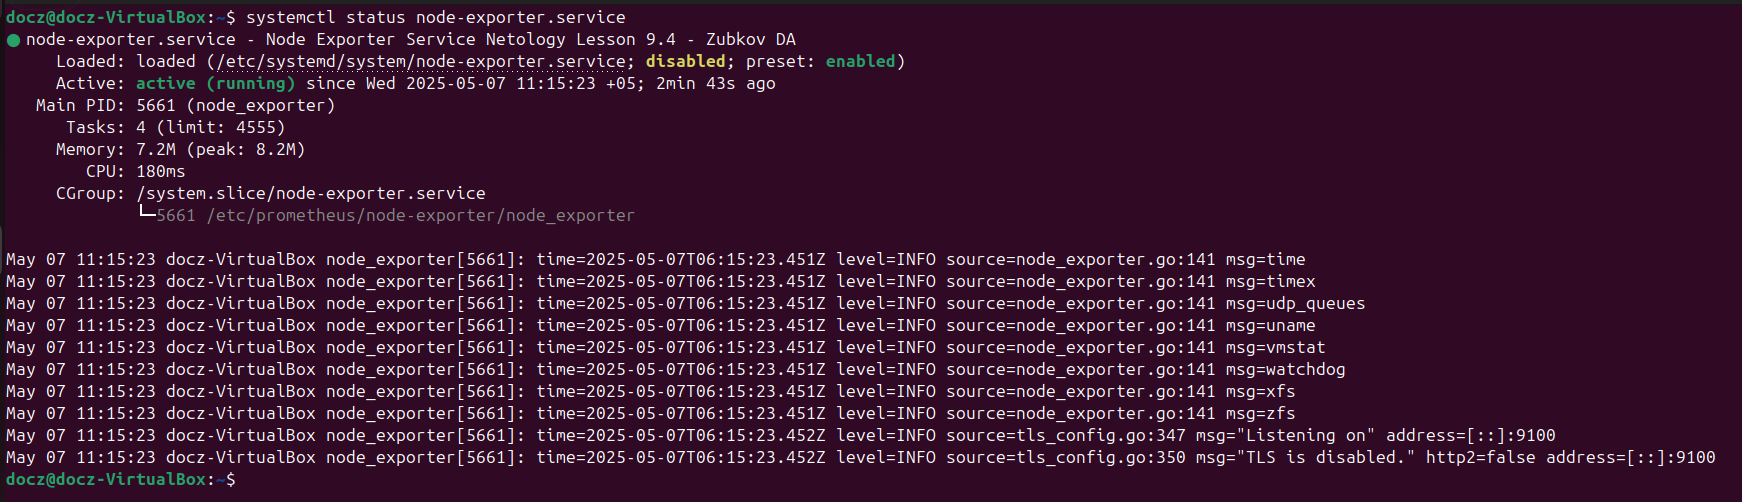 docz@docz-VirtualBox:~$ systemctl status node-exporter.service
● node-exporter.service - Node Exporter Service Netology Lesson 9.4 - Zubkov DA
     Loaded: loaded (/etc/systemd/system/node-exporter.service; disabled; preset: enabled)
     Active: active (running) since Wed 2025-05-07 11:15:23 +05; 2min 43s ago
   Main PID: 5661 (node_exporter)
      Tasks: 4 (limit: 4555)
     Memory: 7.2M (peak: 8.2M)
        CPU: 180ms
     CGroup: /system.slice/node-exporter.service
             └─5661 /etc/prometheus/node-exporter/node_exporter

May 07 11:15:23 docz-VirtualBox node_exporter[5661]: time=2025-05-07T06:15:23.451Z level=INFO source=node_exporter.go:141 msg=time
May 07 11:15:23 docz-VirtualBox node_exporter[5661]: time=2025-05-07T06:15:23.451Z level=INFO source=node_exporter.go:141 msg=timex
May 07 11:15:23 docz-VirtualBox node_exporter[5661]: time=2025-05-07T06:15:23.451Z level=INFO source=node_exporter.go:141 msg=udp_queues
May 07 11:15:23 docz-VirtualBox node_exporter[5661]: time=2025-05-07T06:15:23.451Z level=INFO source=node_exporter.go:141 msg=uname
May 07 11:15:23 docz-VirtualBox node_exporter[5661]: time=2025-05-07T06:15:23.451Z level=INFO source=node_exporter.go:141 msg=vmstat
May 07 11:15:23 docz-VirtualBox node_exporter[5661]: time=2025-05-07T06:15:23.451Z level=INFO source=node_exporter.go:141 msg=watchdog
May 07 11:15:23 docz-VirtualBox node_exporter[5661]: time=2025-05-07T06:15:23.451Z level=INFO source=node_exporter.go:141 msg=xfs
May 07 11:15:23 docz-VirtualBox node_exporter[5661]: time=2025-05-07T06:15:23.451Z level=INFO source=node_exporter.go:141 msg=zfs
May 07 11:15:23 docz-VirtualBox node_exporter[5661]: time=2025-05-07T06:15:23.452Z level=INFO source=tls_config.go:347 msg="Listening on" address=[::]:9100
May 07 11:15:23 docz-VirtualBox node_exporter[5661]: time=2025-05-07T06:15:23.452Z level=INFO source=tls_config.go:350 msg="TLS is disabled." http2=false address=[::]:9100
docz@docz-VirtualBox:~$